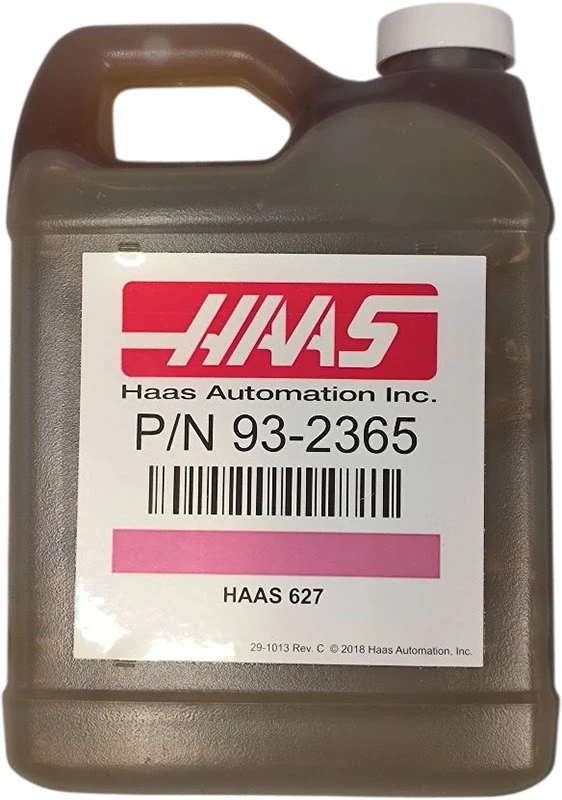 HAAS
Haas Automation Inc.
P/N 93-2365
HAAS 627
29-1013 Rev. C © 2018 Haas Automation, Inc.